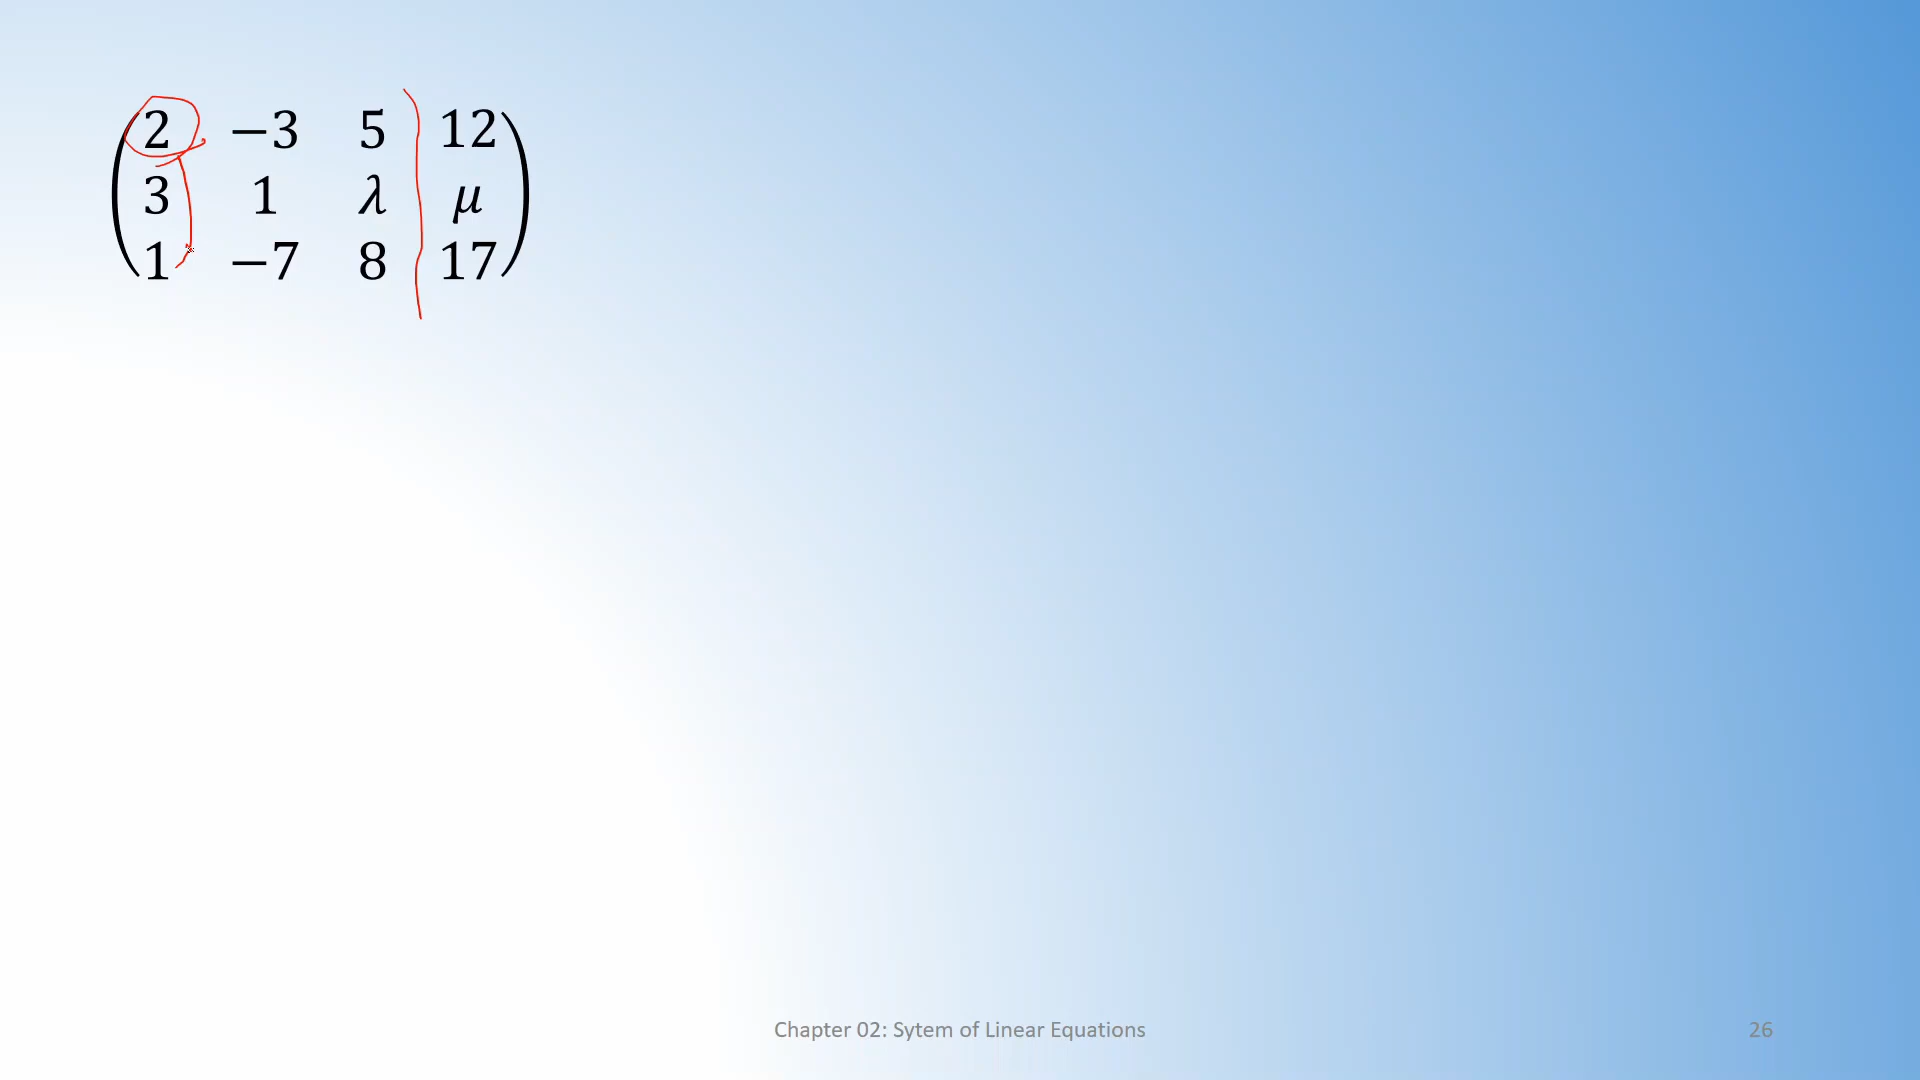 2 −3 5 12
3 1 λ μ
1 −7 8 17
Chapter 02: Sytem of Linear Equations
26